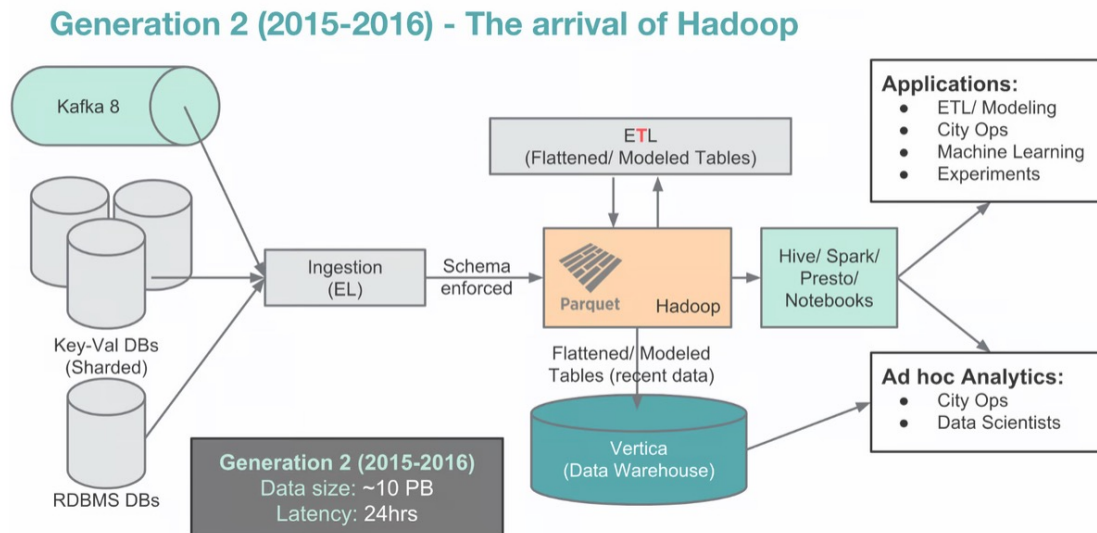 Generation 2 (2015-2016) - The arrival of Hadoop
Kafka 8
Key-Val DBs
(Sharded)
RDBMS DBs
Ingestion
(EL)
Schema
enforced
ETL
(Flattened/ Modeled Tables)
Parquet
Hadoop
Flattened/ Modeled
Tables (recent data)
Vertica
(Data Warehouse)
Hive/ Spark/
Presto/
Notebooks
Applications:
● ETL/ Modeling
● City Ops
● Machine Learning
● Experiments
Ad hoc Analytics:
● City Ops
● Data Scientists
Generation 2 (2015-2016)
Data size: ~10 PB
Latency: 24hrs